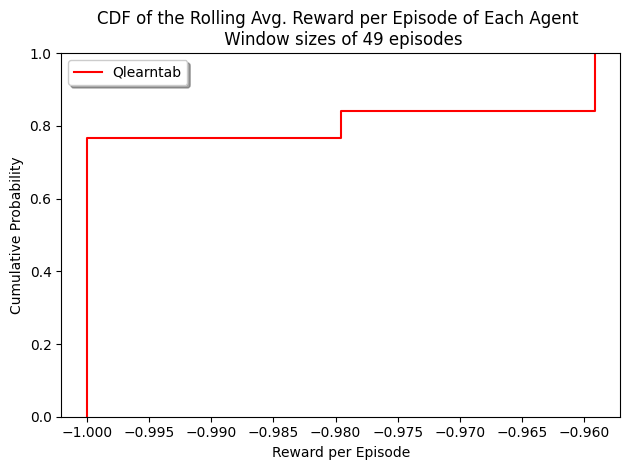 CDF of the Rolling Avg. Reward per Episode of Each Agent
Window sizes of 49 episodes
Qlearntab
Cumulative Probability
1.0
0.8
0.6
0.4
0.2
0.0
−1.000 −0.995 −0.990 −0.985 −0.980 −0.975 −0.970 −0.965 −0.960
Reward per Episode